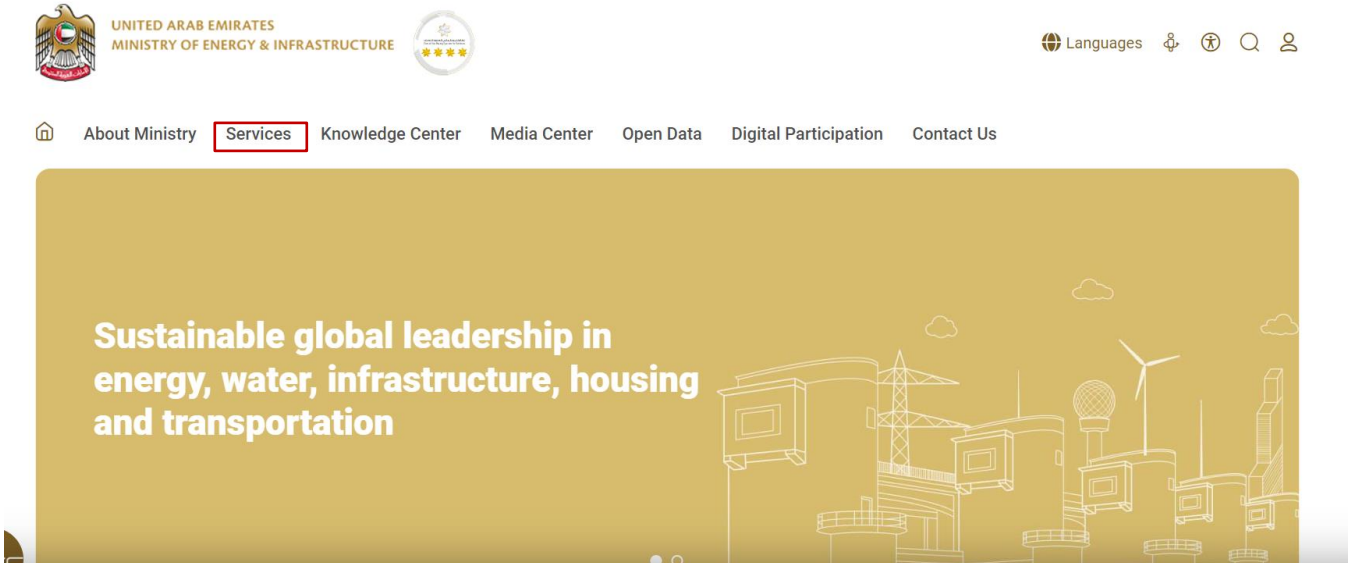 UNITED ARAB EMIRATES
MINISTRY OF ENERGY & INFRASTRUCTURE
Languages
About Ministry Services Knowledge Center Media Center Open Data Digital Participation Contact Us
Sustainable global leadership in
energy, water, infrastructure, housing
and transportation